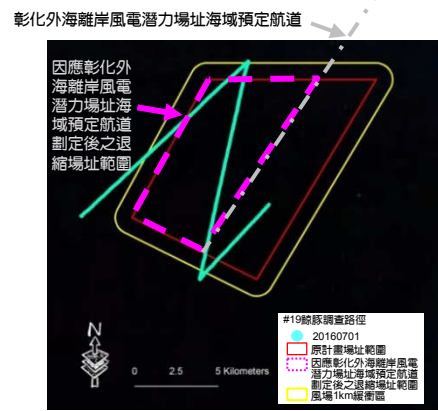 彰化外海離岸風電潛力場址海域預定航道
因應彰化外
海離岸風電
潛力場址海
域預定航道
劃定後之退
縮場址範圍
N
0 2.5 5 Kilometers
#19鯨豚調查路徑
20160701
原計畫場址範圍
因應彰化外海離岸風電
潛力場址海域預定航道
劃定後之退縮場址範圍
風場1km緩衝區